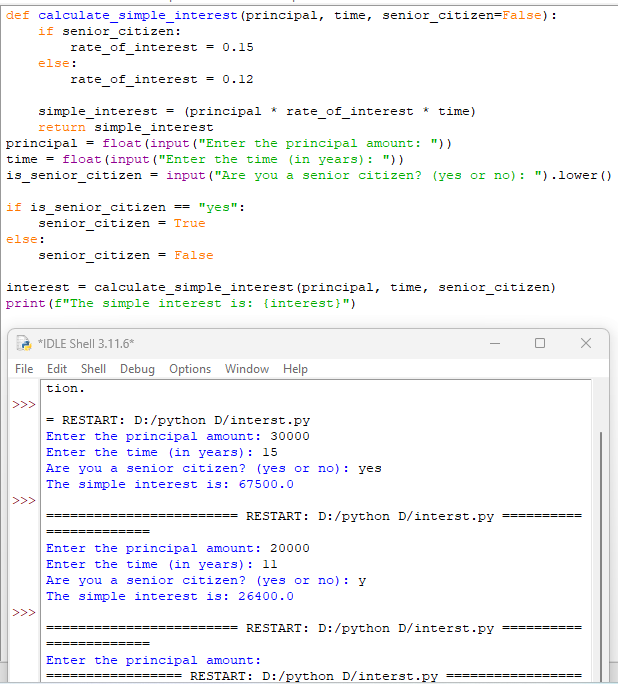 def calculate_simple_interest(principal, time, senior_citizen=False):
    if senior_citizen:
        rate_of_interest = 0.15
    else:
        rate_of_interest = 0.12

    simple_interest = (principal * rate_of_interest * time)
    return simple_interest
principal = float(input("Enter the principal amount: "))
time = float(input("Enter the time (in years): "))
is_senior_citizen = input("Are you a senior citizen? (yes or no): ").lower()

if is_senior_citizen == "yes":
    senior_citizen = True
else:
    senior_citizen = False

interest = calculate_simple_interest(principal, time, senior_citizen)
print(f"The simple interest is: {interest}")
*IDLE Shell 3.11.6*
File Edit Shell Debug Options Window Help
tion.
>>>
= RESTART: D:/python D/interst.py
Enter the principal amount: 30000
Enter the time (in years): 15
Are you a senior citizen? (yes or no): yes
The simple interest is: 67500.0
>>>
======================== RESTART: D:/python D/interst.py ==========
=============
Enter the principal amount: 20000
Enter the time (in years): 11
Are you a senior citizen? (yes or no): y
The simple interest is: 26400.0
>>>
======================== RESTART: D:/python D/interst.py ==========
=============
Enter the principal amount:
================= RESTART: D:/python D/interst.py =================